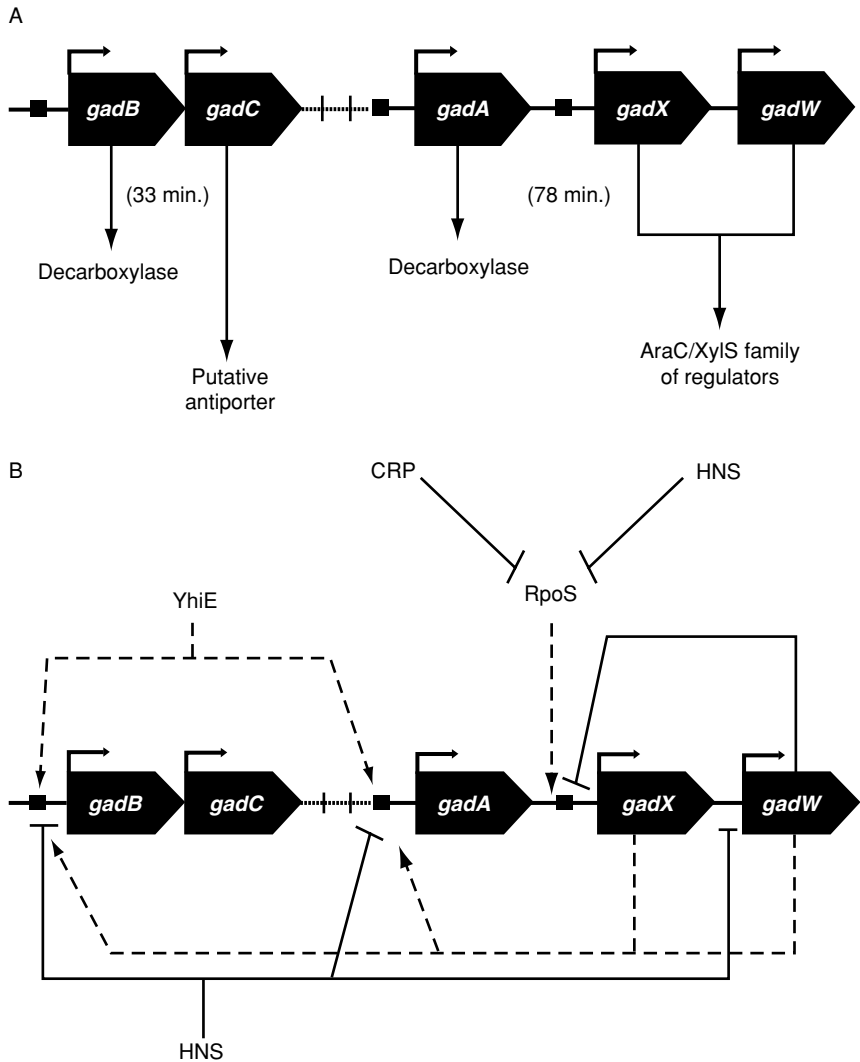 A
gadB gadC gadA gadX gadW
(33 min.) (78 min.)
Decarboxylase Decarboxylase
Putative
antiporter
AraC/XylS family
of regulators
B
CRP HNS
YhiE RpoS
gadB gadC gadA gadX gadW
HNS